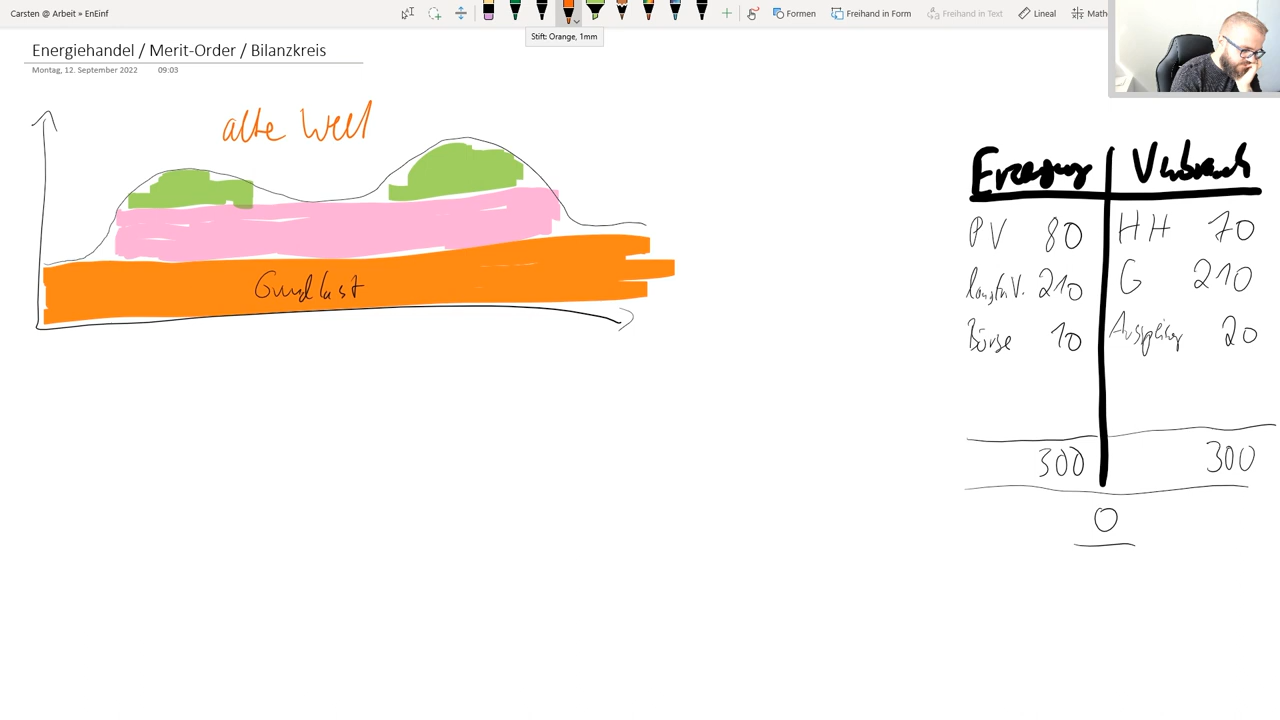 Carsten @ Arbeit » EnEinf
Formen
Freihand in Form
Freihand in Text
Lineal
Math
Stift: Orange, 1mm
Energiehandel / Merit-Order / Bilanzkreis
Montag, 12. September 2022 09:03
alte Welt
Grundlast
Erzeugung Verbrauch
PV 80 HH 70
langfr. V. 210 G 210
Börse 10 Ausspeisung 20
300 300
0